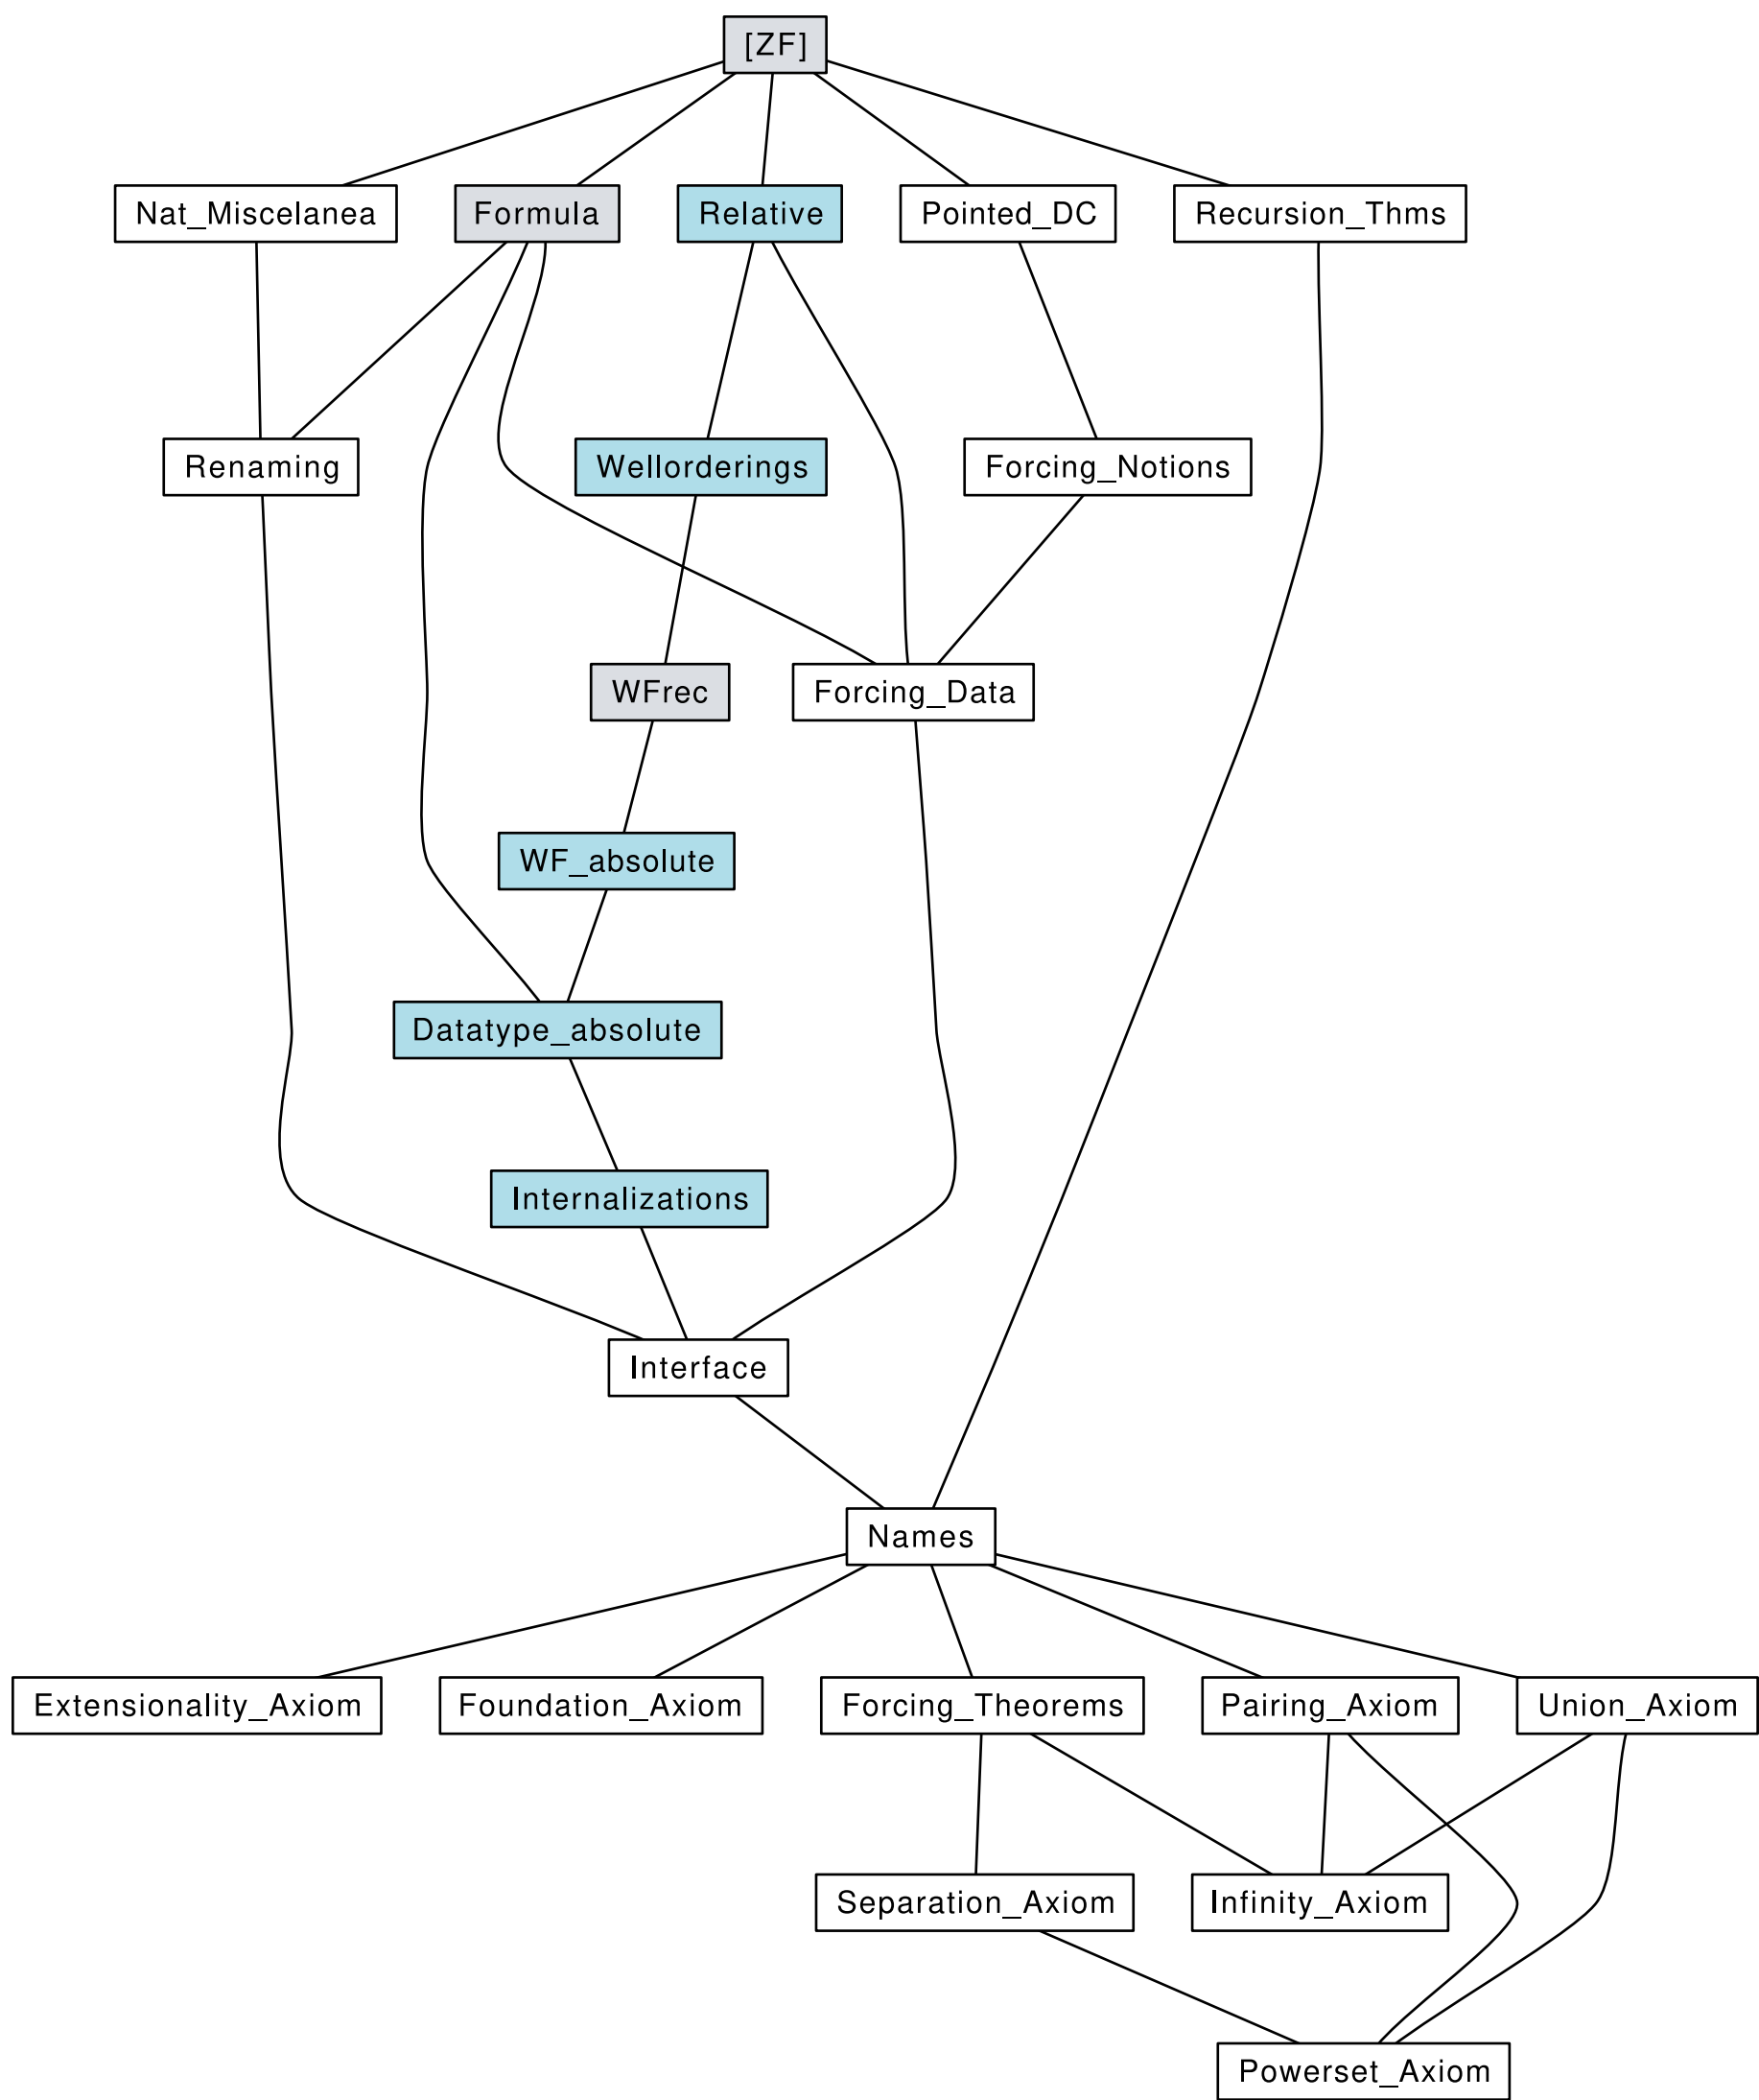 [ZF]
Nat_Miscelanea
Formula
Relative
Pointed_DC
Recursion_Thms
Renaming
Wellorderings
Forcing_Notions
WFrec
Forcing_Data
WF_absolute
Datatype_absolute
Internalizations
Interface
Names
Extensionality_Axiom
Foundation_Axiom
Forcing_Theorems
Pairing_Axiom
Union_Axiom
Separation_Axiom
Infinity_Axiom
Powerset_Axiom